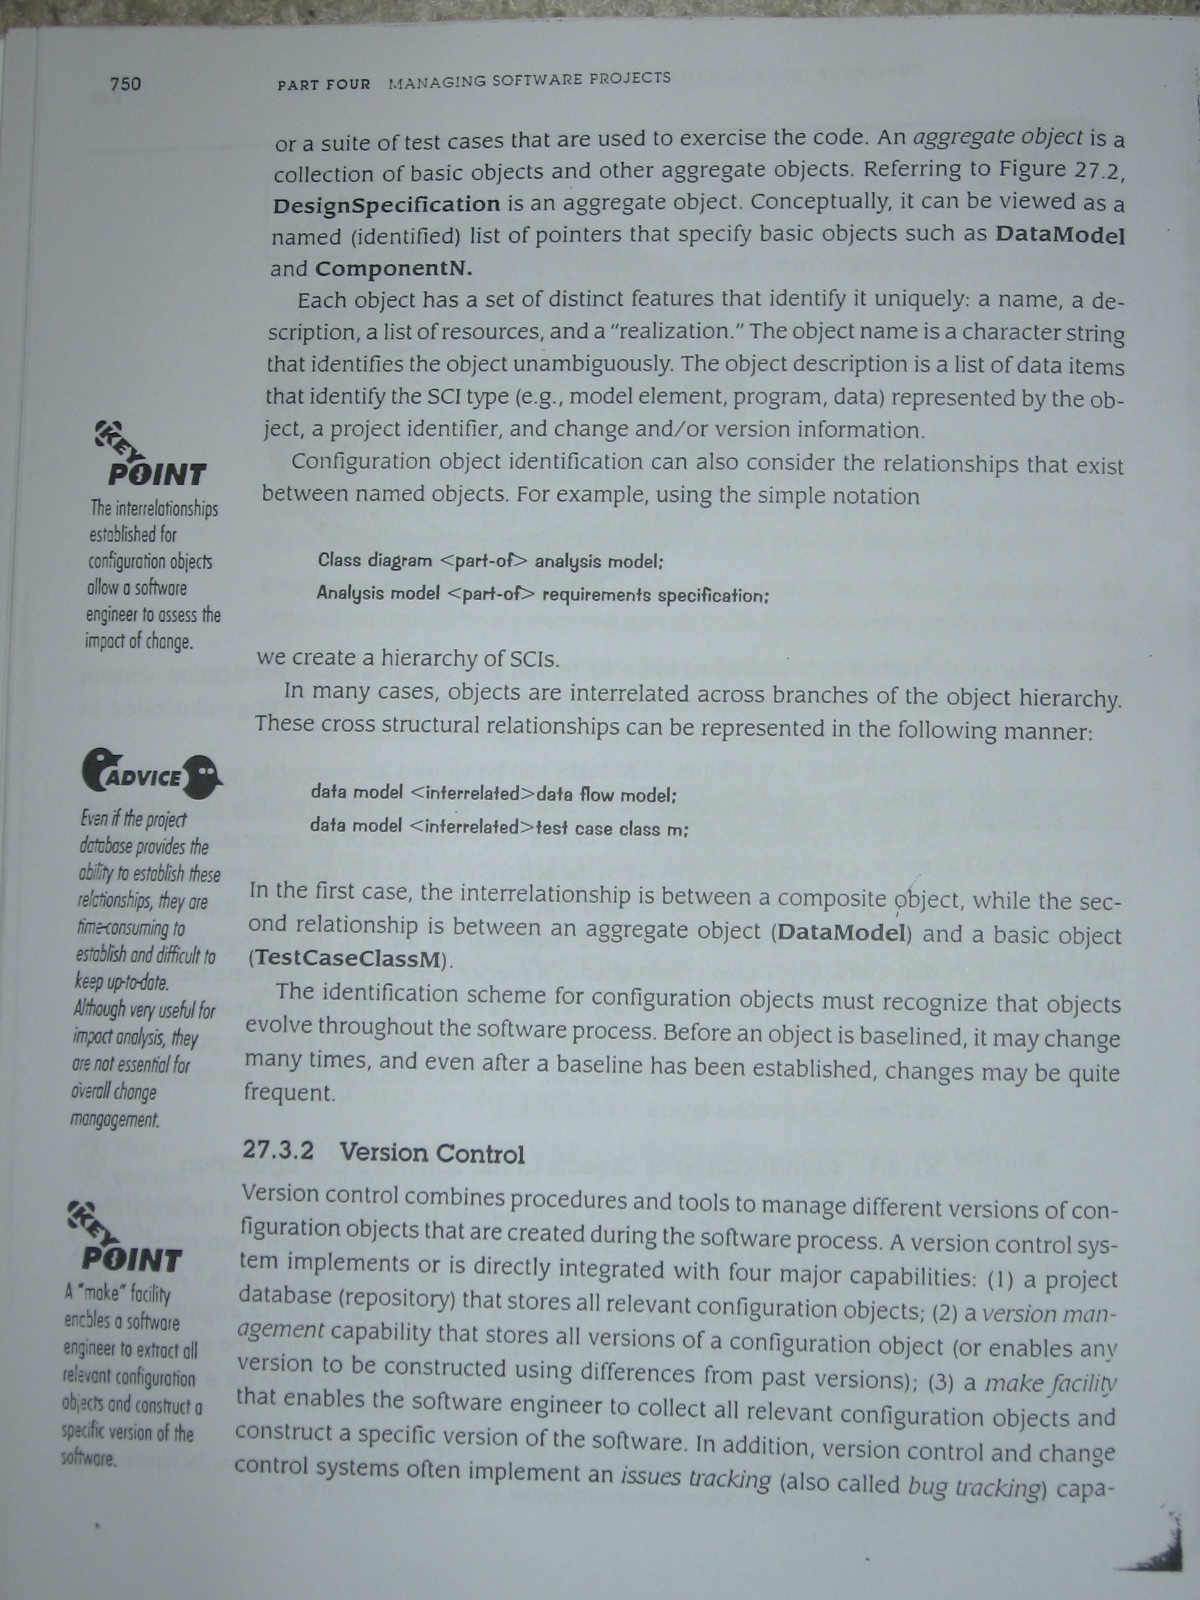 750
PART FOUR MANAGING SOFTWARE PROJECTS
or a suite of test cases that are used to exercise the code. An aggregate object is a
collection of basic objects and other aggregate objects. Referring to Figure 27.2,
DesignSpecification is an aggregate object. Conceptually, it can be viewed as a
named (identified) list of pointers that specify basic objects such as DataModel
and ComponentN.
Each object has a set of distinct features that identify it uniquely: a name, a de-
scription, a list of resources, and a "realization." The object name is a character string
that identifies the object unambiguously. The object description is a list of data items
that identify the SCI type (e.g., model element, program, data) represented by the ob-
ject, a project identifier, and change and/or version information.
Configuration object identification can also consider the relationships that exist
between named objects. For example, using the simple notation
KEY
POINT
The interrelationships
established for
configuration objects
allow a software
engineer to assess the
impact of change.
Class diagram <part-of> analysis model;
Analysis model <part-of> requirements specification;
we create a hierarchy of SCIs.
In many cases, objects are interrelated across branches of the object hierarchy.
These cross structural relationships can be represented in the following manner:
ADVICE
Even if the project
database provides the
ability to establish these
relationships, they are
time-consuming to
establish and difficult to
keep up-to-date.
Although very useful for
impact analysis, they
are not essential for
overall change
mangagement.
data model <interrelated>data flow model;
data model <interrelated>test case class m;
In the first case, the interrelationship is between a composite object, while the sec-
ond relationship is between an aggregate object (DataModel) and a basic object
(TestCaseClassM).
The identification scheme for configuration objects must recognize that objects
evolve throughout the software process. Before an object is baselined, it may change
many times, and even after a baseline has been established, changes may be quite
frequent.
27.3.2 Version Control
KEY
POINT
A "make" facility
enables a software
engineer to extract all
relevant configuration
objects and construct a
specific version of the
software.
Version control combines procedures and tools to manage different versions of con-
figuration objects that are created during the software process. A version control sys-
tem implements or is directly integrated with four major capabilities: (1) a project
database (repository) that stores all relevant configuration objects; (2) a version man-
agement capability that stores all versions of a configuration object (or enables any
version to be constructed using differences from past versions); (3) a make facility
that enables the software engineer to collect all relevant configuration objects and
construct a specific version of the software. In addition, version control and change
control systems often implement an issues tracking (also called bug tracking) capa-